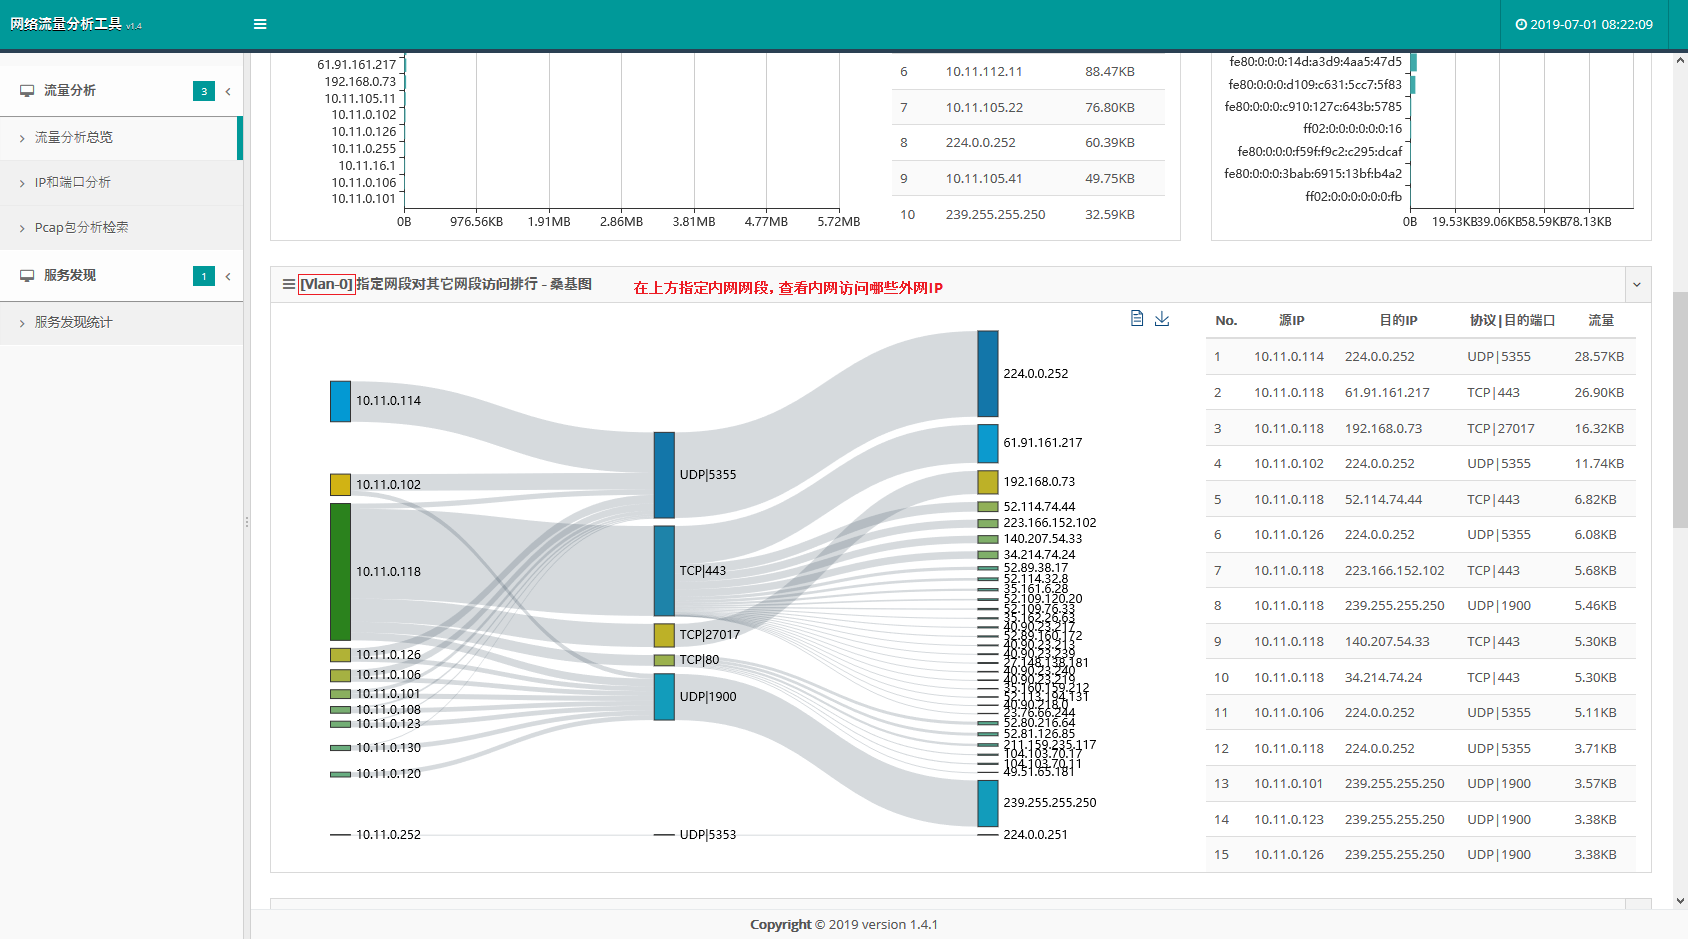 网络流量分析工具 v1.4
2019-07-01 08:22:09
流量分析 3
流量分析总览
IP和端口分析
Pcap包分析检索
服务发现 1
服务发现统计
61.91.161.217
192.168.0.73
10.11.105.11
10.11.0.102
10.11.0.126
10.11.0.255
10.11.16.1
10.11.0.106
10.11.0.101
0B 976.56KB 1.91MB 2.86MB 3.81MB 4.77MB 5.72MB
6 10.11.112.11 88.47KB
7 10.11.105.22 76.80KB
8 224.0.0.252 60.39KB
9 10.11.105.41 49.75KB
10 239.255.255.250 32.59KB
fe80:0:0:0:14d:a3d9:4aa5:47d5
fe80:0:0:0:d109:c631:5cc7:5f83
fe80:0:0:0:c910:127c:643b:5785
ff02:0:0:0:0:0:0:16
fe80:0:0:0:f59f:f9c2:c295:dcaf
fe80:0:0:0:3bab:6915:13bf:b4a2
ff02:0:0:0:0:0:0:fb
0B 19.53KB 39.06KB 58.59KB 78.13KB
[Vlan-0]指定网段对其它网段访问排行 - 桑基图
在上方指定内网网段, 查看内网访问哪些外网IP
10.11.0.114
10.11.0.102
10.11.0.118
10.11.0.126
10.11.0.106
10.11.0.101
10.11.0.108
10.11.0.123
10.11.0.130
10.11.0.120
10.11.0.252
UDP|5355
TCP|443
TCP|27017
TCP|80
UDP|1900
UDP|5353
224.0.0.252
61.91.161.217
192.168.0.73
52.114.74.44
223.166.152.102
140.207.54.33
34.214.74.24
52.89.38.17
52.114.32.8
35.161.6.28
52.109.120.20
52.109.76.33
35.162.26.63
40.90.23.217
52.89.160.172
40.90.23.213
40.90.23.239
27.148.138.181
40.90.23.240
40.90.23.219
35.160.159.212
52.113.194.131
40.90.218.0
23.76.66.244
52.80.216.64
52.81.126.85
211.159.235.117
104.103.70.17
104.103.70.11
49.51.65.181
239.255.255.250
224.0.0.251
No. 源IP 目的IP 协议|目的端口 流量
1 10.11.0.114 224.0.0.252 UDP|5355 28.57KB
2 10.11.0.118 61.91.161.217 TCP|443 26.90KB
3 10.11.0.118 192.168.0.73 TCP|27017 16.32KB
4 10.11.0.102 224.0.0.252 UDP|5355 11.74KB
5 10.11.0.118 52.114.74.44 TCP|443 6.82KB
6 10.11.0.126 224.0.0.252 UDP|5355 6.08KB
7 10.11.0.118 223.166.152.102 TCP|443 5.68KB
8 10.11.0.118 239.255.255.250 UDP|1900 5.46KB
9 10.11.0.118 140.207.54.33 TCP|443 5.30KB
10 10.11.0.118 34.214.74.24 TCP|443 5.30KB
11 10.11.0.106 224.0.0.252 UDP|5355 5.11KB
12 10.11.0.118 224.0.0.252 UDP|5355 3.71KB
13 10.11.0.101 239.255.255.250 UDP|1900 3.57KB
14 10.11.0.123 239.255.255.250 UDP|1900 3.38KB
15 10.11.0.126 239.255.255.250 UDP|1900 3.38KB
Copyright © 2019 version 1.4.1